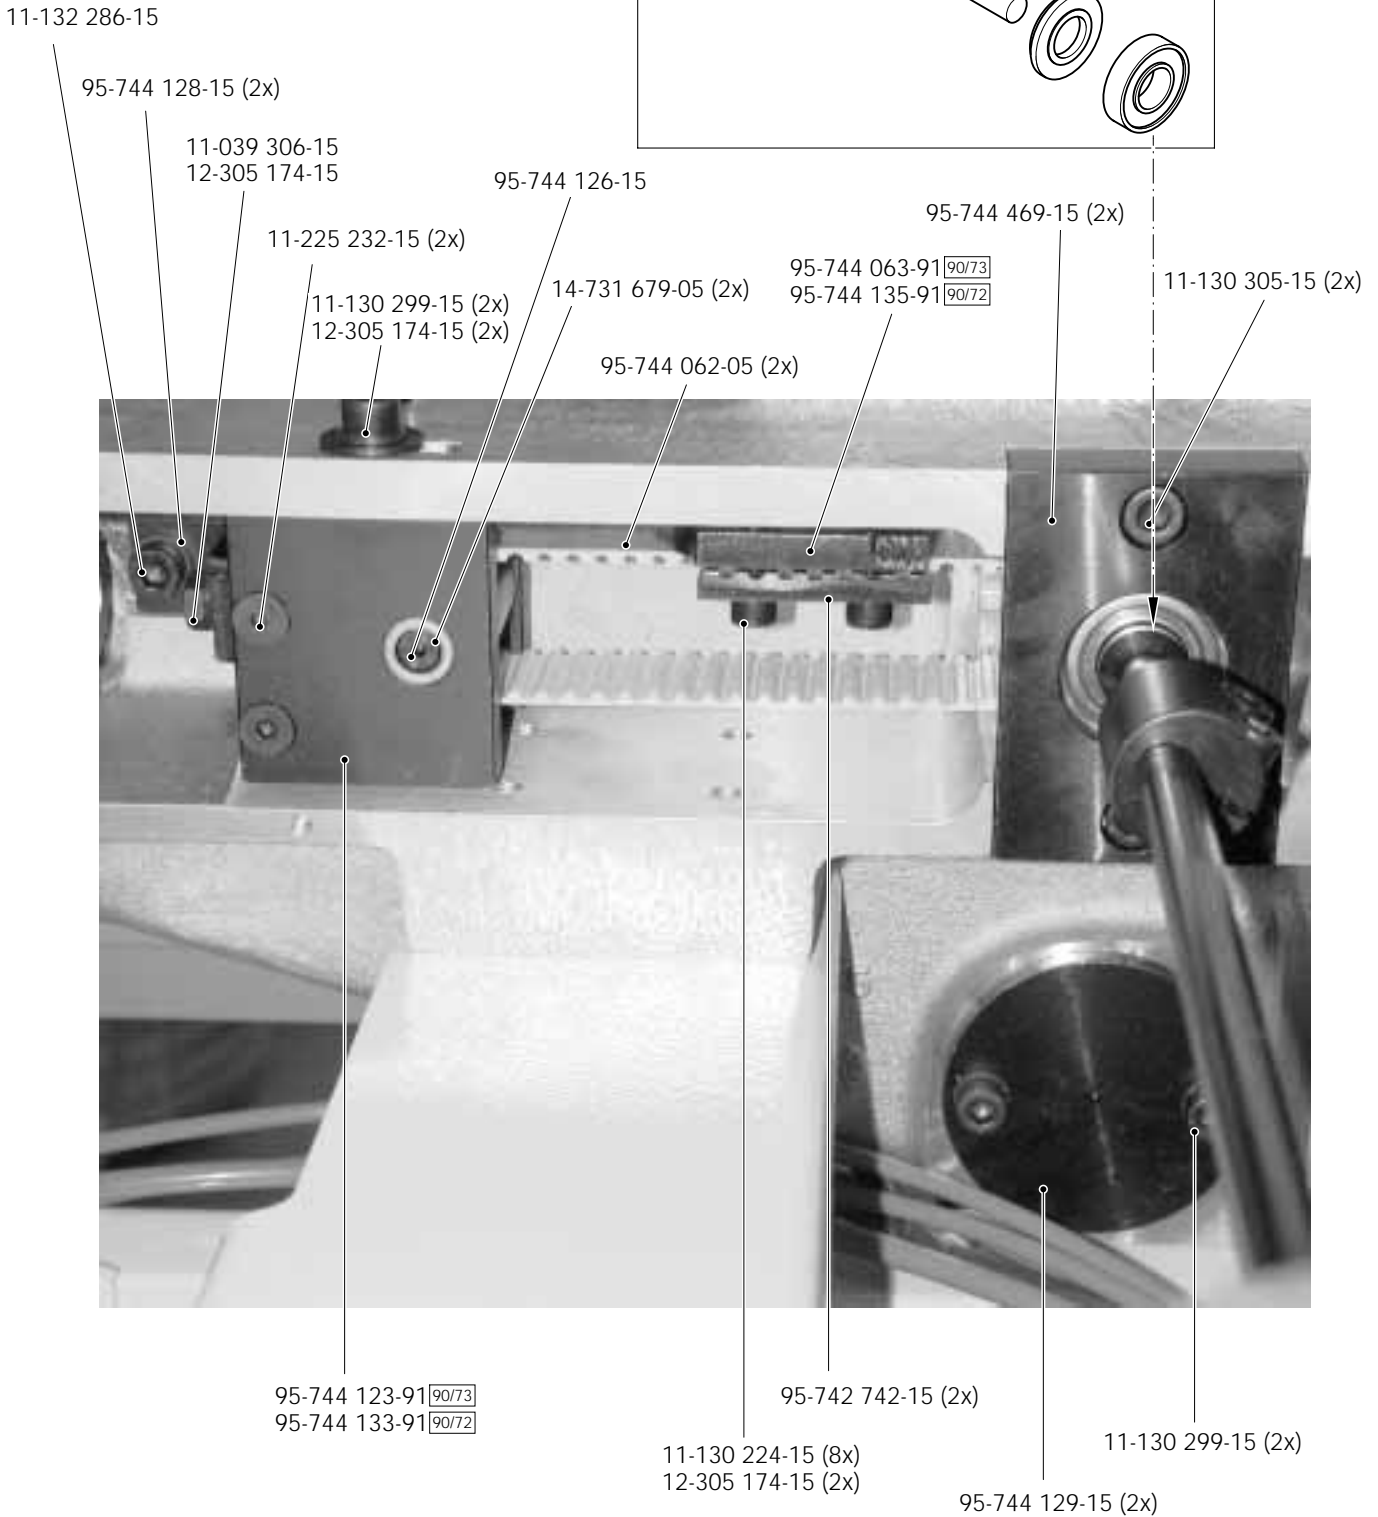 11-132 286-15
95-744 128-15 (2x)
11-039 306-15
12-305 174-15
95-744 126-15
95-744 469-15 (2x)
11-225 232-15 (2x)
95-744 063-91 90/73
95-744 135-91 90/72
11-130 305-15 (2x)
14-731 679-05 (2x)
11-130 299-15 (2x)
12-305 174-15 (2x)
95-744 062-05 (2x)
95-744 123-91 90/73
95-744 133-91 90/72
95-742 742-15 (2x)
11-130 224-15 (8x)
12-305 174-15 (2x)
11-130 299-15 (2x)
95-744 129-15 (2x)